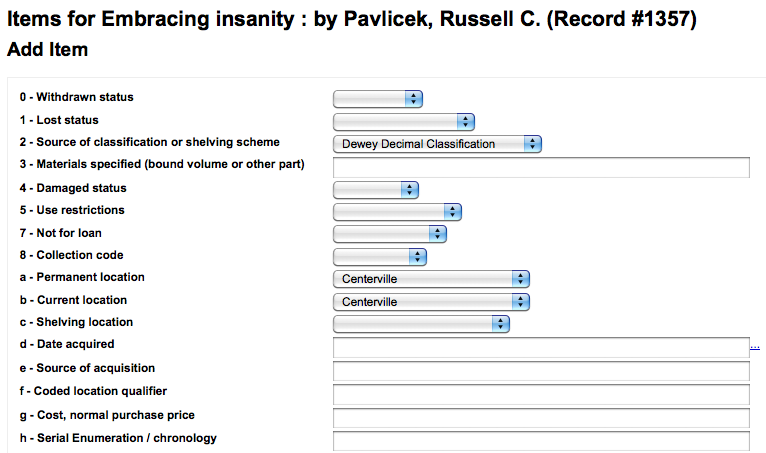 Items for Embracing insanity : by Pavlicek, Russell C. (Record #1357)
Add Item
0 - Withdrawn status
1 - Lost status
2 - Source of classification or shelving scheme Dewey Decimal Classification
3 - Materials specified (bound volume or other part)
4 - Damaged status
5 - Use restrictions
7 - Not for loan
8 - Collection code
a - Permanent location Centerville
b - Current location Centerville
c - Shelving location
d - Date acquired ...
e - Source of acquisition
f - Coded location qualifier
g - Cost, normal purchase price
h - Serial Enumeration / chronology